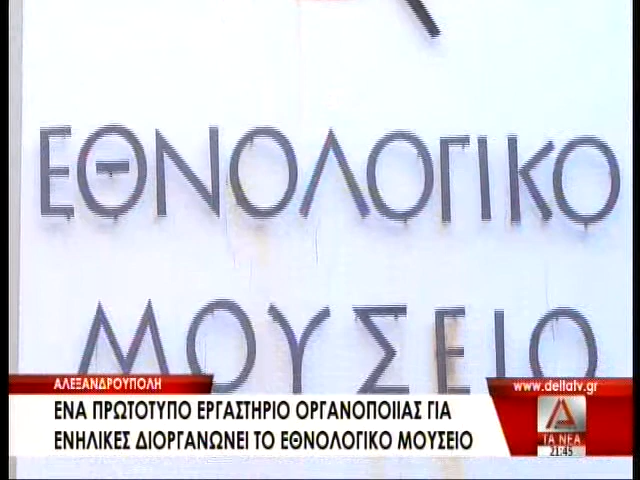 ΕΘΝΟΛΟΓΙΚΟ
ΜΟΥΣΕΙΟ
ΑΛΕΞΑΝΔΡΟΥΠΟΛΗ
www.deltatv.gr
ΕΝΑ ΠΡΩΤΟΤΥΠΟ ΕΡΓΑΣΤΗΡΙΟ ΟΡΓΑΝΟΠΟΙΙΑΣ ΓΙΑ
ΕΝΗΛΙΚΕΣ ΔΙΟΡΓΑΝΩΝΕΙ ΤΟ ΕΘΝΟΛΟΓΙΚΟ ΜΟΥΣΕΙΟ
ΤΑ ΝΕΑ
21:45